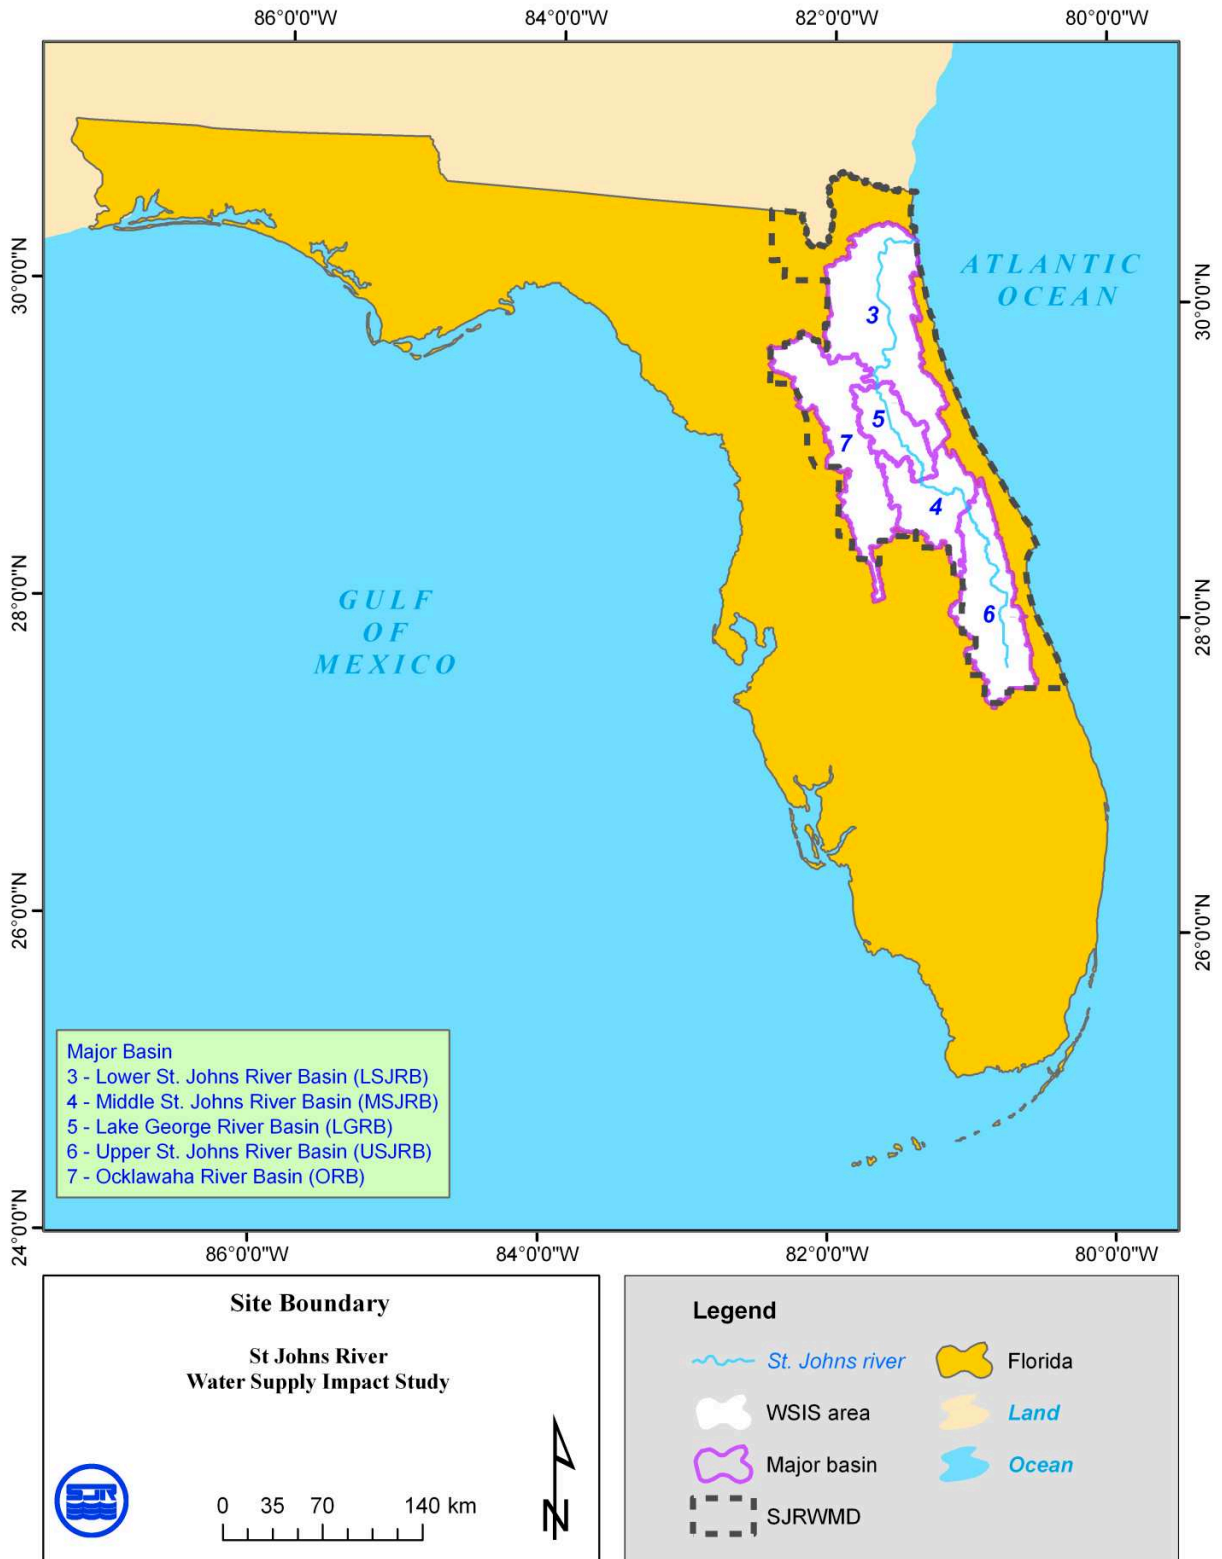 86°0'0"W 84°0'0"W 82°0'0"W 80°0'0"W
30°0'0"N
28°0'0"N
26°0'0"N
24°0'0"N
ATLANTIC
OCEAN
30°0'0"N
28°0'0"N
26°0'0"N
3
5
7
4
6
GULF
OF
MEXICO
Major Basin
3 - Lower St. Johns River Basin (LSJRB)
4 - Middle St. Johns River Basin (MSJRB)
5 - Lake George River Basin (LGRB)
6 - Upper St. Johns River Basin (USJRB)
7 - Ocklawaha River Basin (ORB)
86°0'0"W 84°0'0"W 82°0'0"W 80°0'0"W
Site Boundary
St Johns River
Water Supply Impact Study
SJR
0 35 70 140 km
N
Legend
St. Johns river
Florida
WSIS area
Land
Major basin
Ocean
SJRWMD